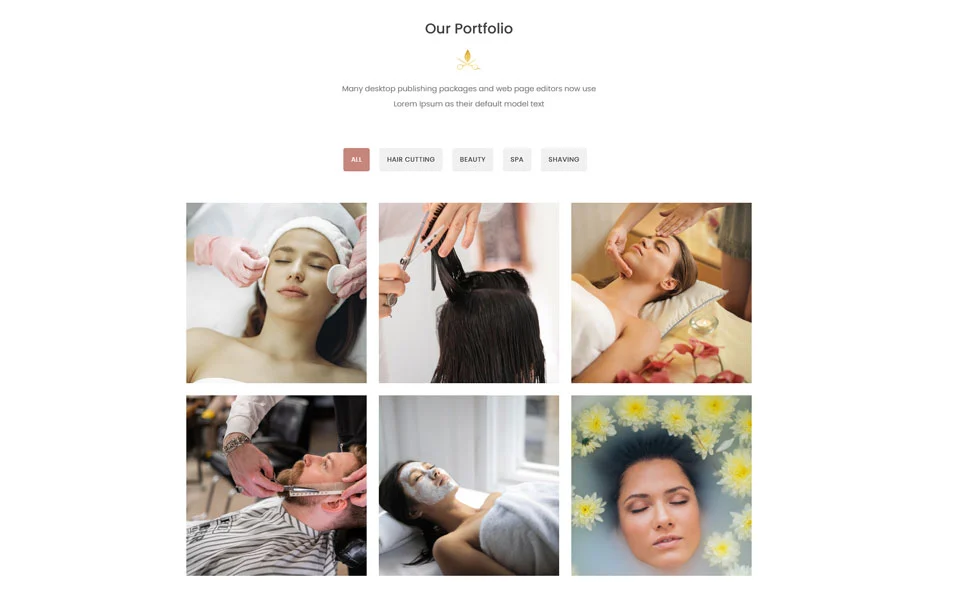 Our Portfolio
Many desktop publishing packages and web page editors now use
Lorem Ipsum as their default model text
ALL
HAIR CUTTING
BEAUTY
SPA
SHAVING